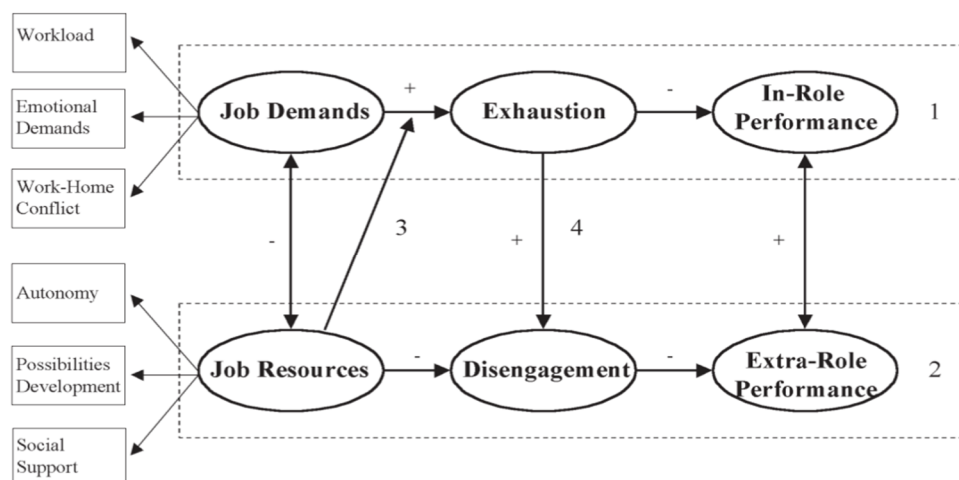 Workload
Emotional
Demands
Work-Home
Conflict
Job Demands
+
Exhaustion
-
In-Role
Performance
1
-
3
+
4
+
Autonomy
Possibilities
Development
Social
Support
Job Resources
-
Disengagement
-
Extra-Role
Performance
2